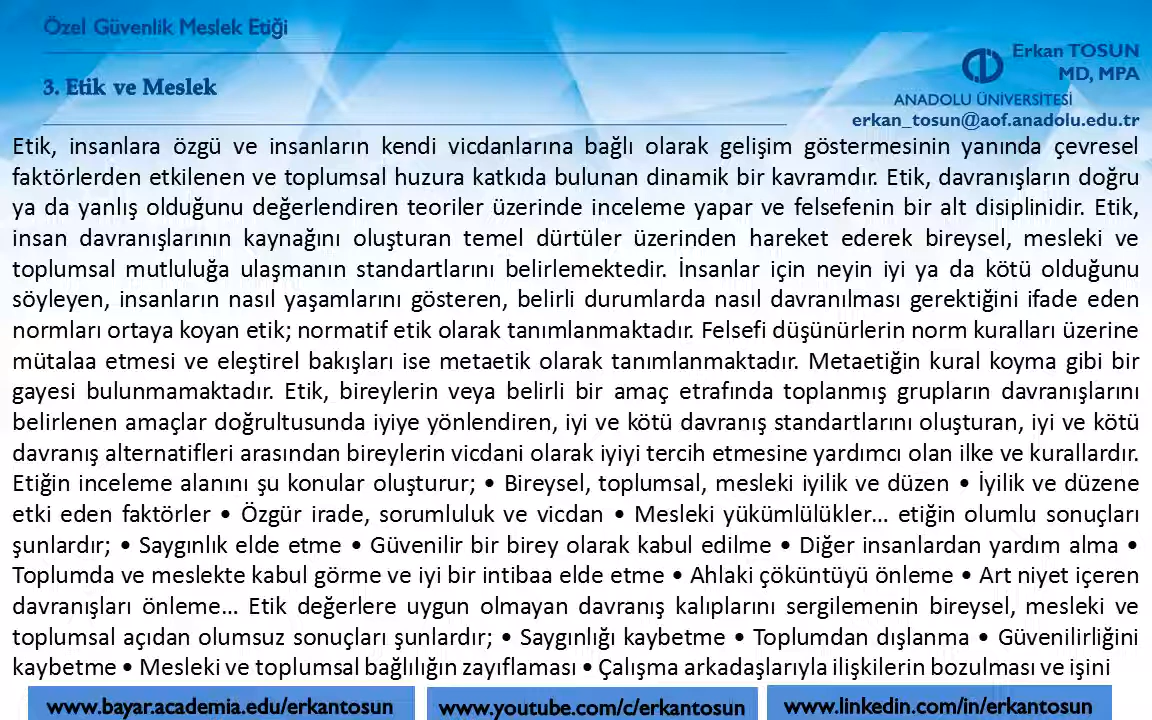 Özel Güvenlik Meslek Etiği
Erkan TOSUN
MD, MPA
3. Etik ve Meslek
ANADOLU ÜNİVERSİTESİ
erkan_tosun@aof.anadolu.edu.tr
Etik, insanlara özgü ve insanların kendi vicdanlarına bağlı olarak gelişim göstermesinin yanında çevresel
faktörlerden etkilenen ve toplumsal huzura katkıda bulunan dinamik bir kavramdır. Etik, davranışların doğru
ya da yanlış olduğunu değerlendiren teoriler üzerinde inceleme yapar ve felsefenin bir alt disiplinidir. Etik,
insan davranışlarının kaynağını oluşturan temel dürtüler üzerinden hareket ederek bireysel, mesleki ve
toplumsal mutluluğa ulaşmanın standartlarını belirlemektedir. İnsanlar için neyin iyi ya da kötü olduğunu
söyleyen, insanların nasıl yaşamlarını gösteren, belirli durumlarda nasıl davranılması gerektiğini ifade eden
normları ortaya koyan etik; normatif etik olarak tanımlanmaktadır. Felsefi düşünürlerin norm kuralları üzerine
mütalaa etmesi ve eleştirel bakışları ise metaetik olarak tanımlanmaktadır. Metaetiğin kural koyma gibi bir
gayesi bulunmamaktadır. Etik, bireylerin veya belirli bir amaç etrafında toplanmış grupların davranışlarını
belirlenen amaçlar doğrultusunda iyiye yönlendiren, iyi ve kötü davranış standartlarını oluşturan, iyi ve kötü
davranış alternatifleri arasından bireylerin vicdani olarak iyiyi tercih etmesine yardımcı olan ilke ve kurallardır.
Etiğin inceleme alanını şu konular oluşturur; • Bireysel, toplumsal, mesleki iyilik ve düzen • İyilik ve düzene
etki eden faktörler • Özgür irade, sorumluluk ve vicdan • Mesleki yükümlülükler… etiğin olumlu sonuçları
şunlardır; • Saygınlık elde etme • Güvenilir bir birey olarak kabul edilme • Diğer insanlardan yardım alma •
Toplumda ve meslekte kabul görme ve iyi bir intibaa elde etme • Ahlaki çöküntüyü önleme • Art niyet içeren
davranışları önleme… Etik değerlere uygun olmayan davranış kalıplarını sergilemenin bireysel, mesleki ve
toplumsal açıdan olumsuz sonuçları şunlardır; • Saygınlığı kaybetme • Toplumdan dışlanma • Güvenilirliğini
kaybetme • Mesleki ve toplumsal bağlılığın zayıflaması • Çalışma arkadaşlarıyla ilişkilerin bozulması ve işini
www.bayar.academia.edu/erkantosun
www.youtube.com/c/erkantosun
www.linkedin.com/in/erkantosun